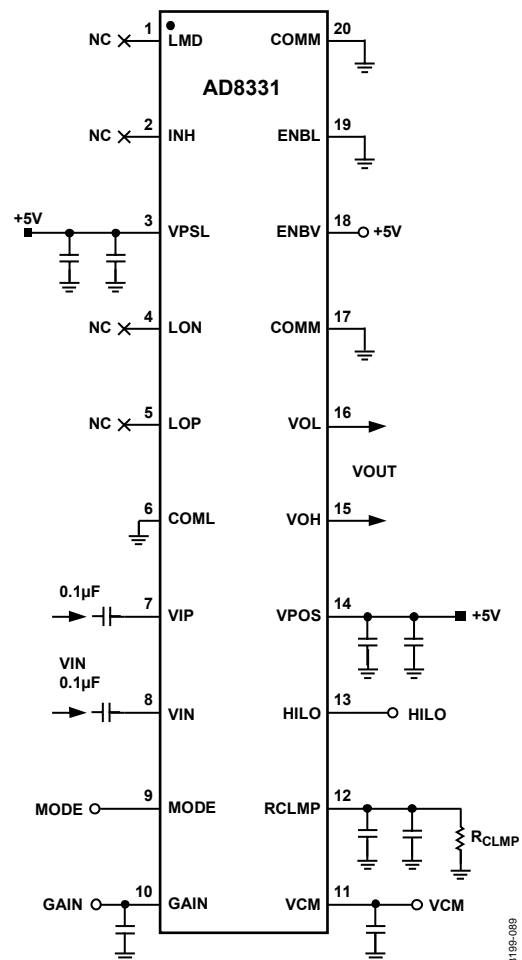 AD8331
NC 1 LMD COMM 20
NC 2 INH ENBL 19
+5V 3 VPSL ENBV 18 +5V
NC 4 LON COMM 17
NC 5 LOP VOL 16
VOUT
6 COML VOH 15
0.1µF 7 VIP VPOS 14 +5V
VIN
0.1µF 8 VIN HILO 13 HILO
MODE 9 MODE RCLMP 12 RCLMP
GAIN 10 GAIN VCM 11 VCM